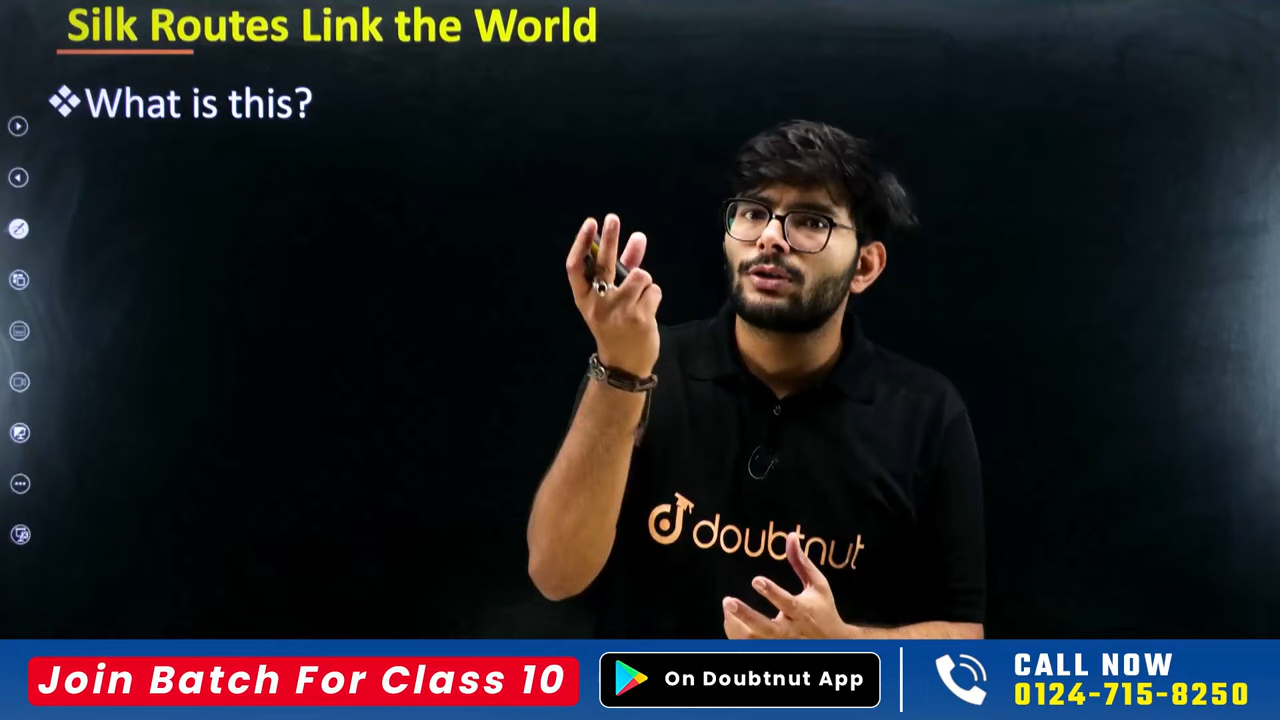 Silk Routes Link the World
❖What is this?
doubtnut
Join Batch For Class 10
On Doubtnut App
CALL NOW
0124-715-8250